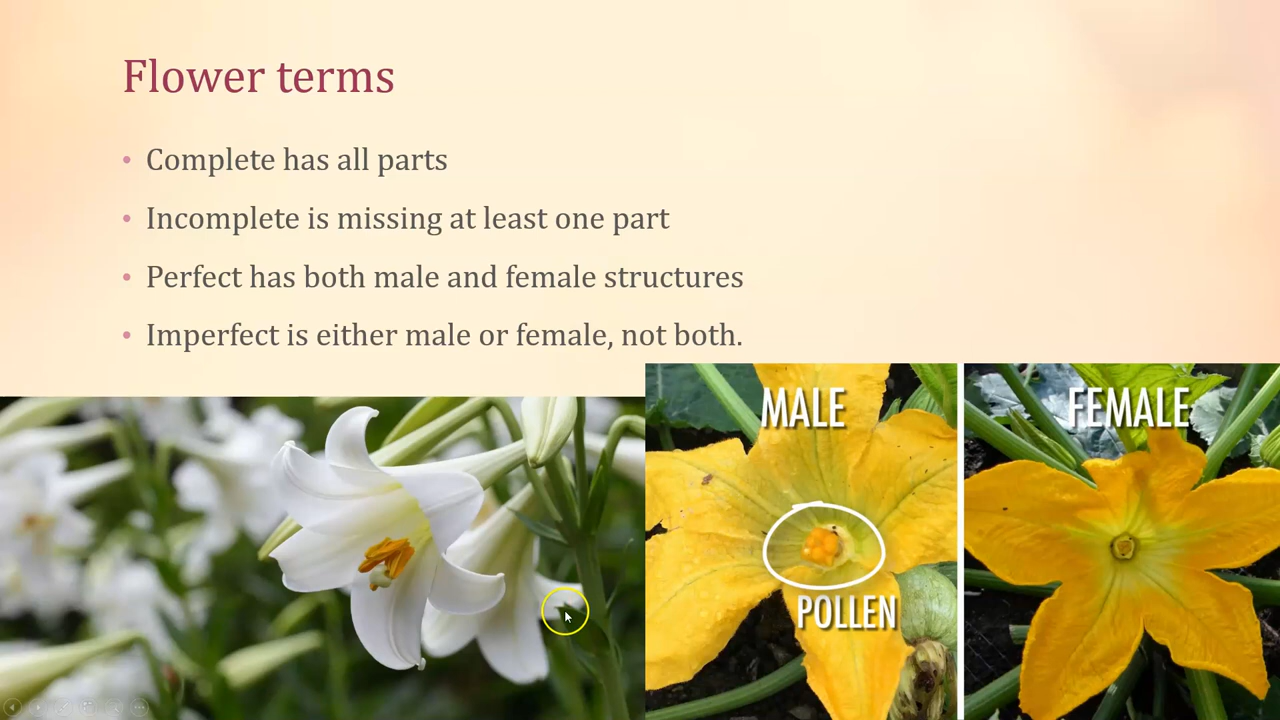 Flower terms
Complete has all parts
Incomplete is missing at least one part
Perfect has both male and female structures
Imperfect is either male or female, not both.
MALE
POLLEN
FEMALE